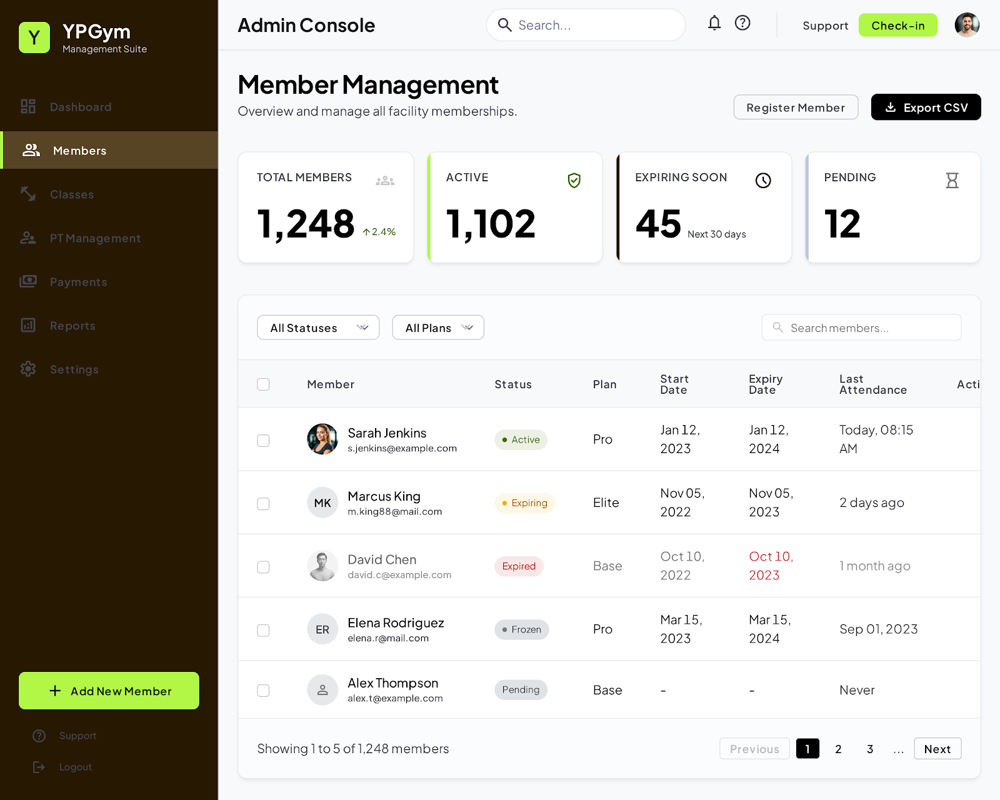 Y
YPGym
Management Suite
Dashboard
Members
Classes
PT Management
Payments
Reports
Settings
Add New Member
Support
Logout
Admin Console
Search...
Support
Check-in
Member Management
Overview and manage all facility memberships.
Register Member
Export CSV
TOTAL MEMBERS
1,248
2.4%
ACTIVE
1,102
EXPIRING SOON
45
Next 30 days
PENDING
12
All Statuses
All Plans
Search members...
Member
Status
Plan
Start
Date
Expiry
Date
Last
Attendance
Acti
Sarah Jenkins
s.jenkins@example.com
Active
Pro
Jan 12,
2023
Jan 12,
2024
Today, 08:15
AM
MK
Marcus King
m.king88@mail.com
Expiring
Elite
Nov 05,
2022
Nov 05,
2023
2 days ago
David Chen
david.c@example.com
Expired
Base
Oct 10,
2022
Oct 10,
2023
1 month ago
ER
Elena Rodriguez
elena.r@mail.com
Frozen
Pro
Mar 15,
2023
Mar 15,
2024
Sep 01, 2023
Alex Thompson
alex.t@example.com
Pending
Base
-
-
Never
Showing 1 to 5 of 1,248 members
Previous
1
2
3
...
Next